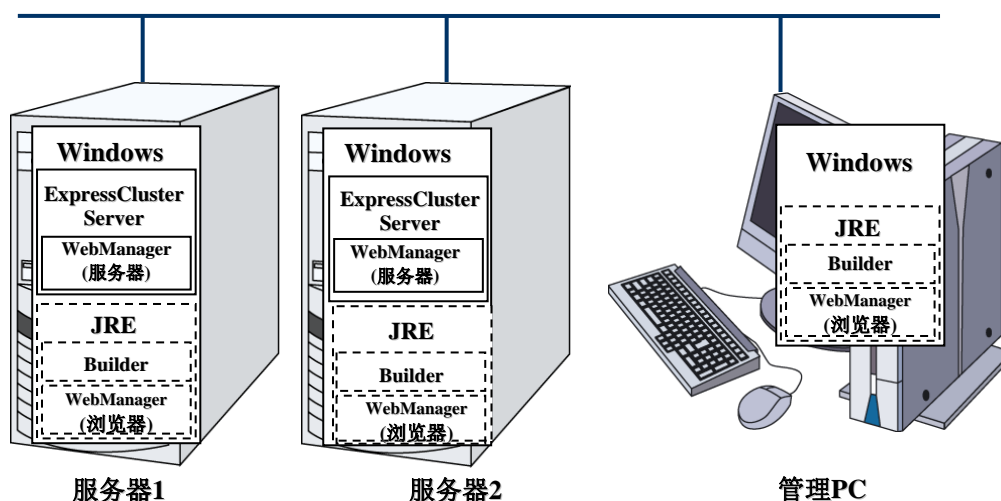 Windows
ExpressCluster
Server
WebManager
(服务器)
JRE
Builder
WebManager
(浏览器)
服务器1
Windows
ExpressCluster
Server
WebManager
(服务器)
JRE
Builder
WebManager
(浏览器)
服务器2
Windows
JRE
Builder
WebManager
(浏览器)
管理PC